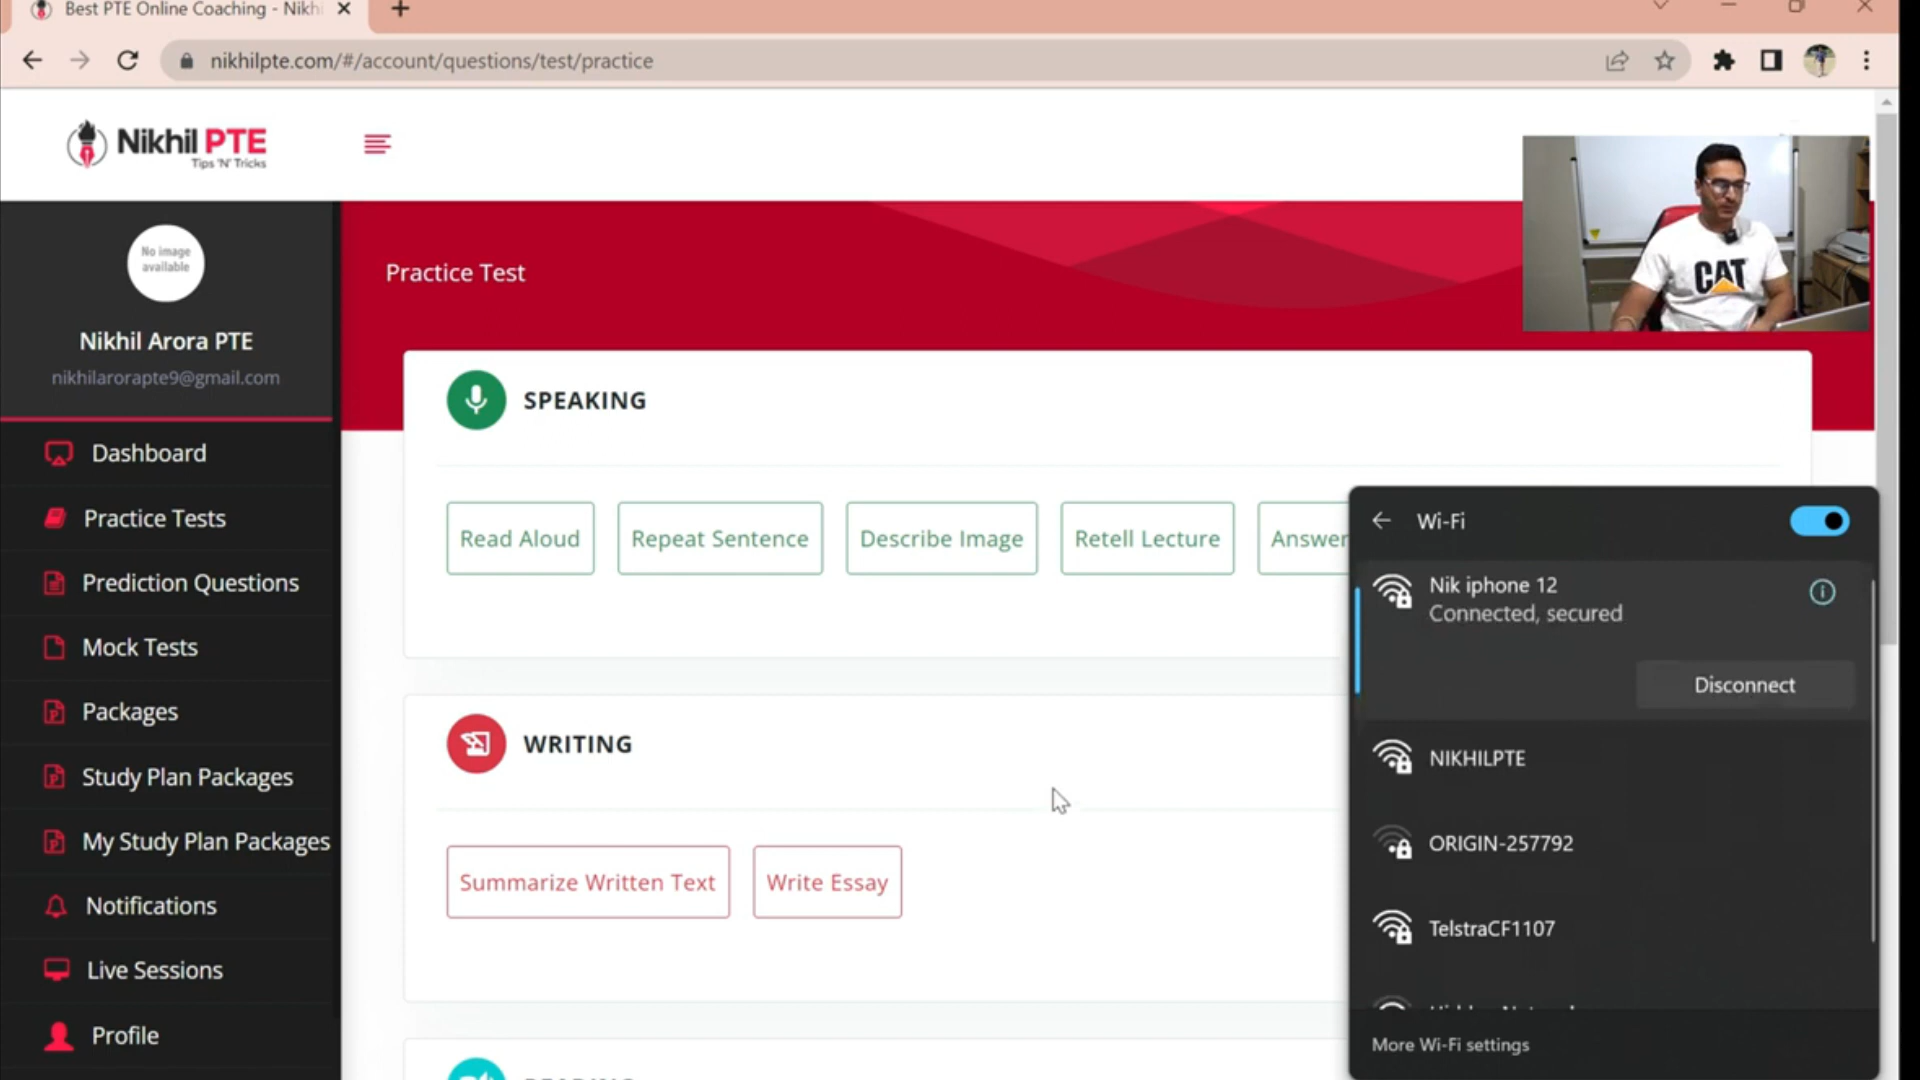 Best PTE Online Coaching - Nikhi
nikhilpte.com/#/account/questions/test/practice
Nikhil PTE
Tips 'N' Tricks
No image
available
Nikhil Arora PTE
nikhilarorapte9@gmail.com
Dashboard
Practice Tests
Prediction Questions
Mock Tests
Packages
Study Plan Packages
My Study Plan Packages
Notifications
Live Sessions
Profile
Practice Test
CAT
SPEAKING
Read Aloud
Repeat Sentence
Describe Image
Retell Lecture
Answer
WRITING
Summarize Written Text
Write Essay
Wi-Fi
Nik iphone 12
Connected, secured
Disconnect
NIKHILPTE
ORIGIN-257792
TelstraCF1107
More Wi-Fi settings